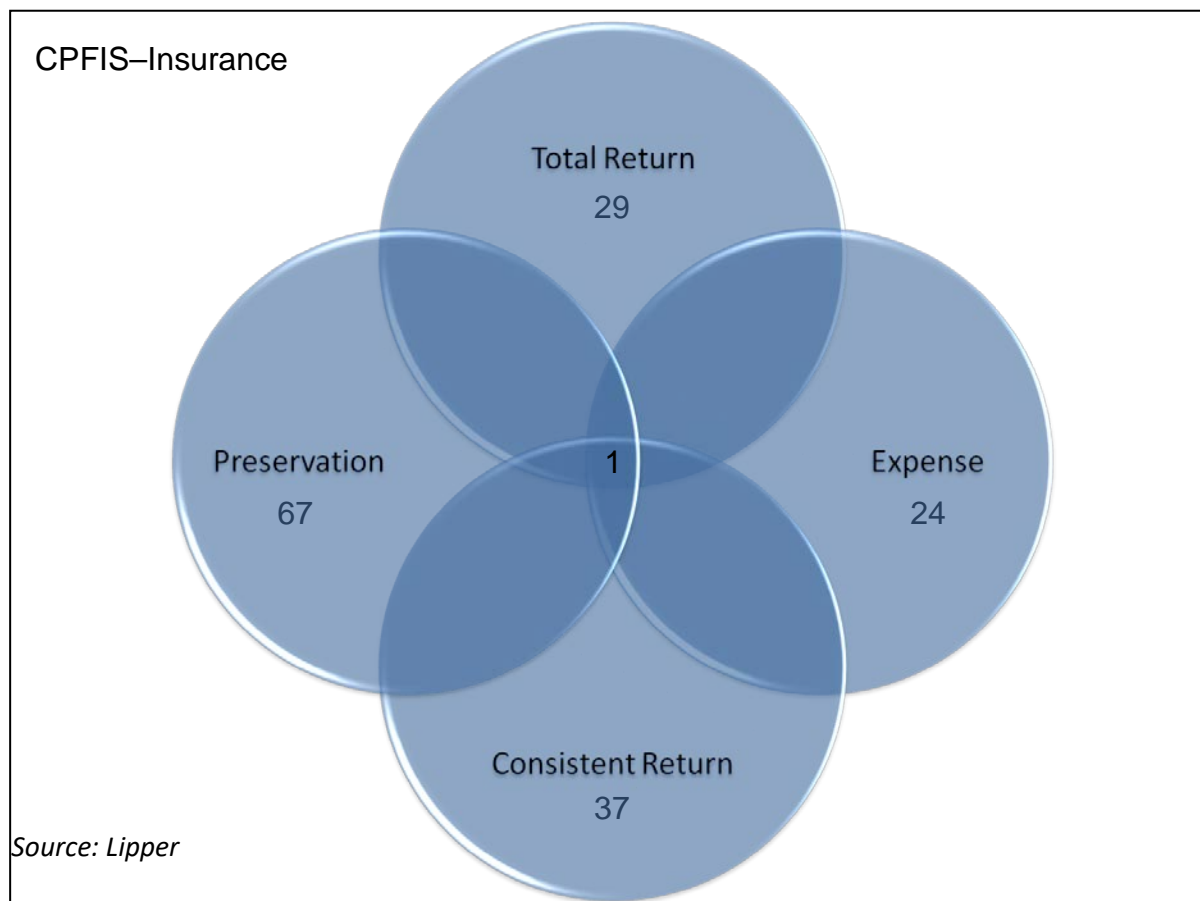 CPFIS–Insurance
Total Return
29
Preservation
67
1
Expense
24
Consistent Return
37
Source: Lipper